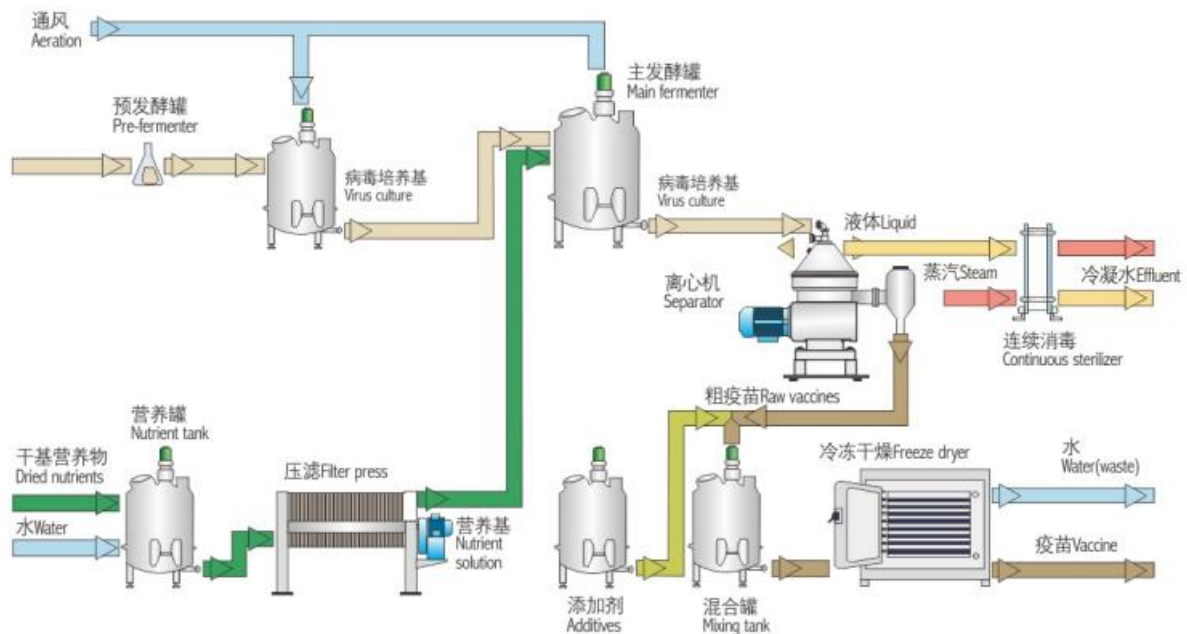 通风
Aeration
预发酵罐
Pre-fermenter
主发酵罐
Main fermenter
病毒培养基
Virus culture
病毒培养基
Virus culture
液体Liquid
离心机
Separator
蒸汽Steam
冷凝水Effluent
连续消毒
Continuous sterilizer
粗疫苗Raw vaccines
营养罐
Nutrient tank
干基营养物
Dried nutrients
水Water
压滤Filter press
营养基
Nutrient
solution
冷冻干燥Freeze dryer
水
Water(waste)
疫苗Vaccine
添加剂
Additives
混合罐
Mixing tank